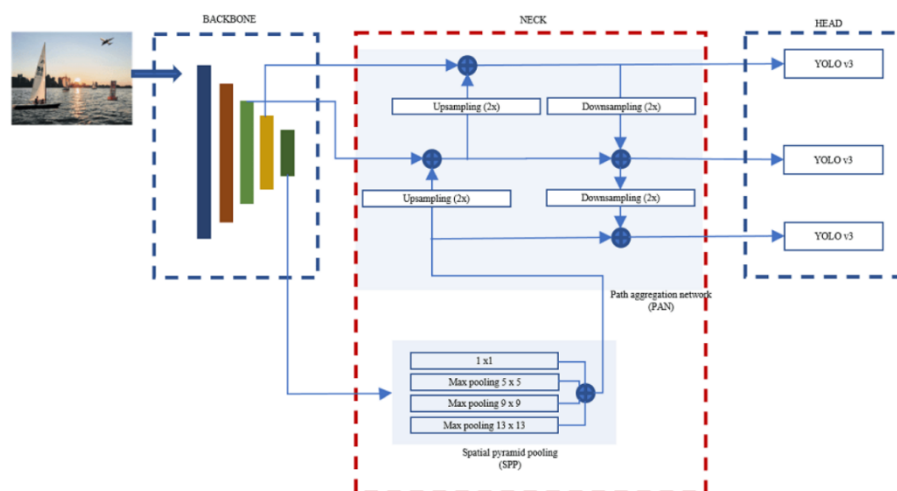 BACKBONE
NECK
HEAD
YOLO v3
Upsampling (2x)
Downsampling (2x)
YOLO v3
Upsampling (2x)
Downsampling (2x)
YOLO v3
Path aggregation network
(PAN)
1 x1
Max pooling 5 x 5
Max pooling 9 x 9
Max pooling 13 x 13
Spatial pyramid pooling
(SPP)